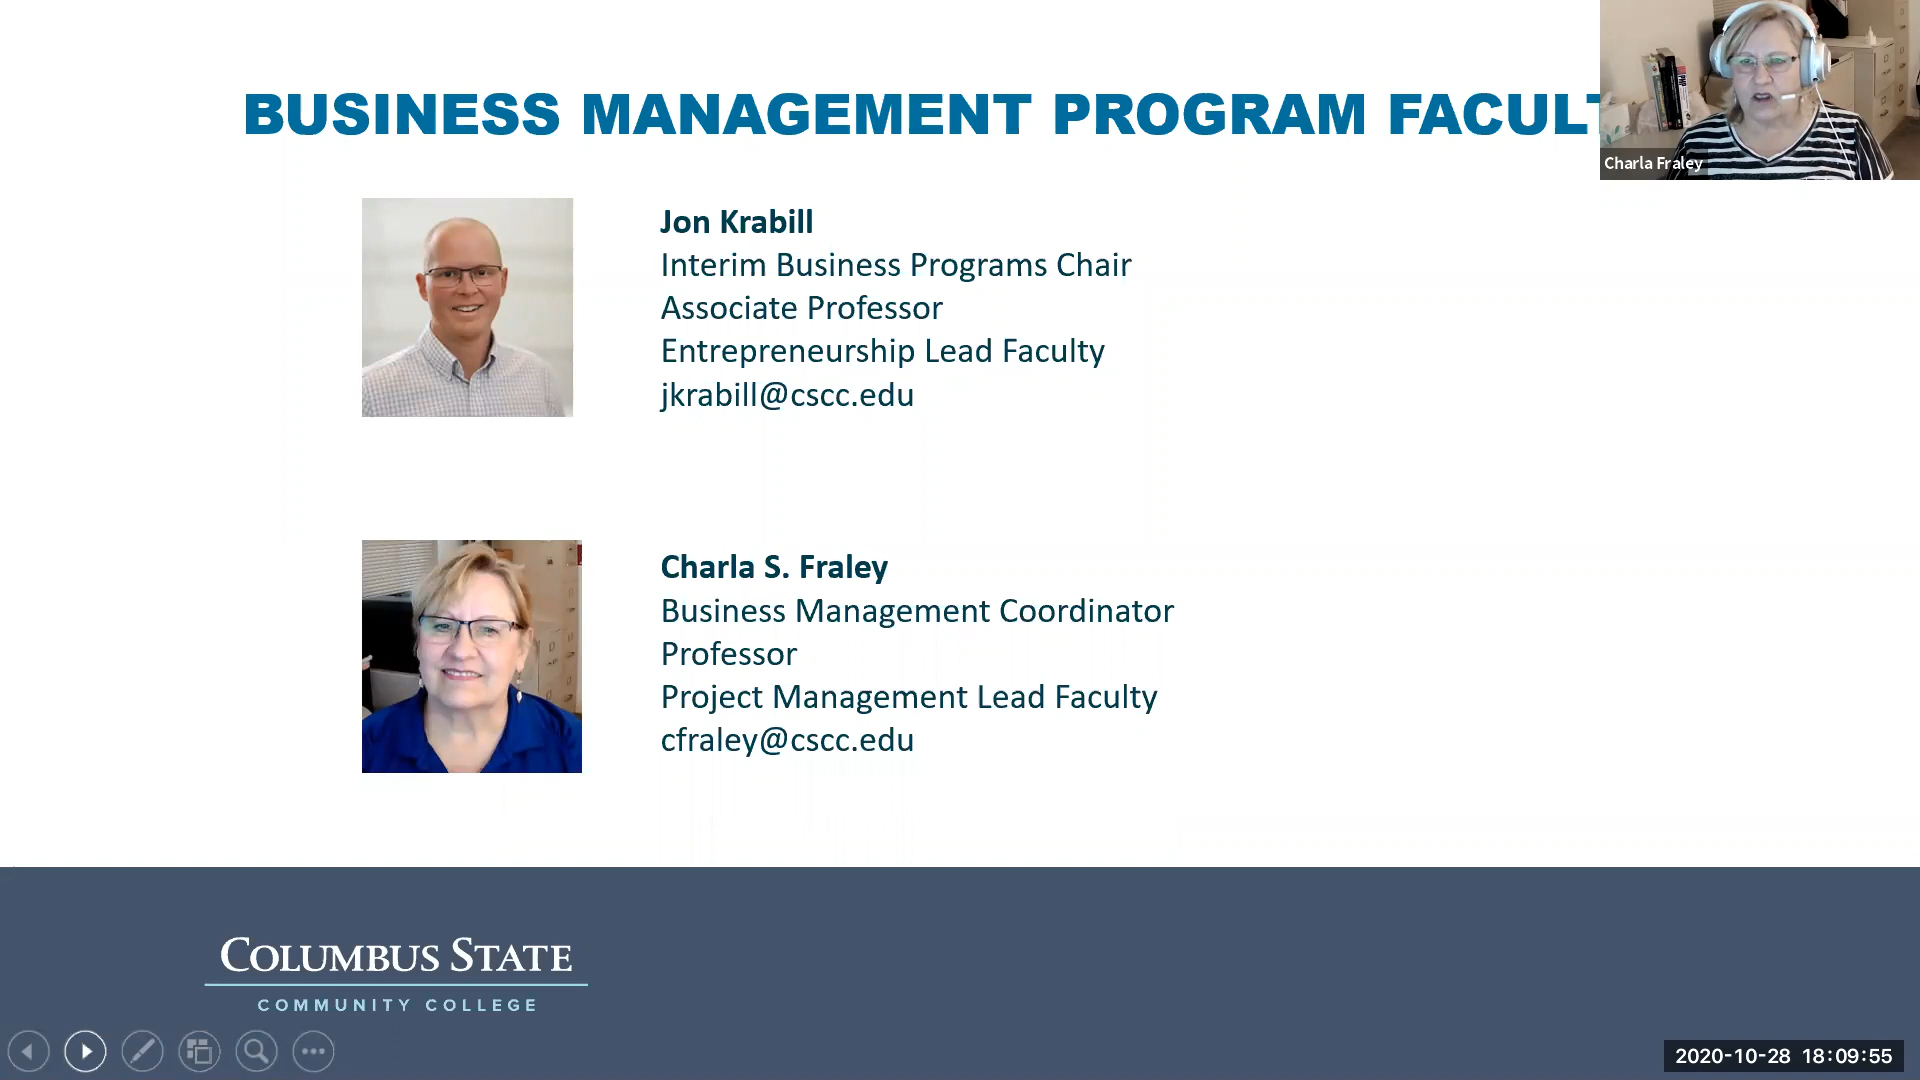 BUSINESS MANAGEMENT PROGRAM FACULT
Charla Fraley
Jon Krabill
Interim Business Programs Chair
Associate Professor
Entrepreneurship Lead Faculty
jkrabill@cscc.edu
Charla S. Fraley
Business Management Coordinator
Professor
Project Management Lead Faculty
cfraley@cscc.edu
COLUMBUS STATE
COMMUNITY COLLEGE
2020-10-28 18:09:55